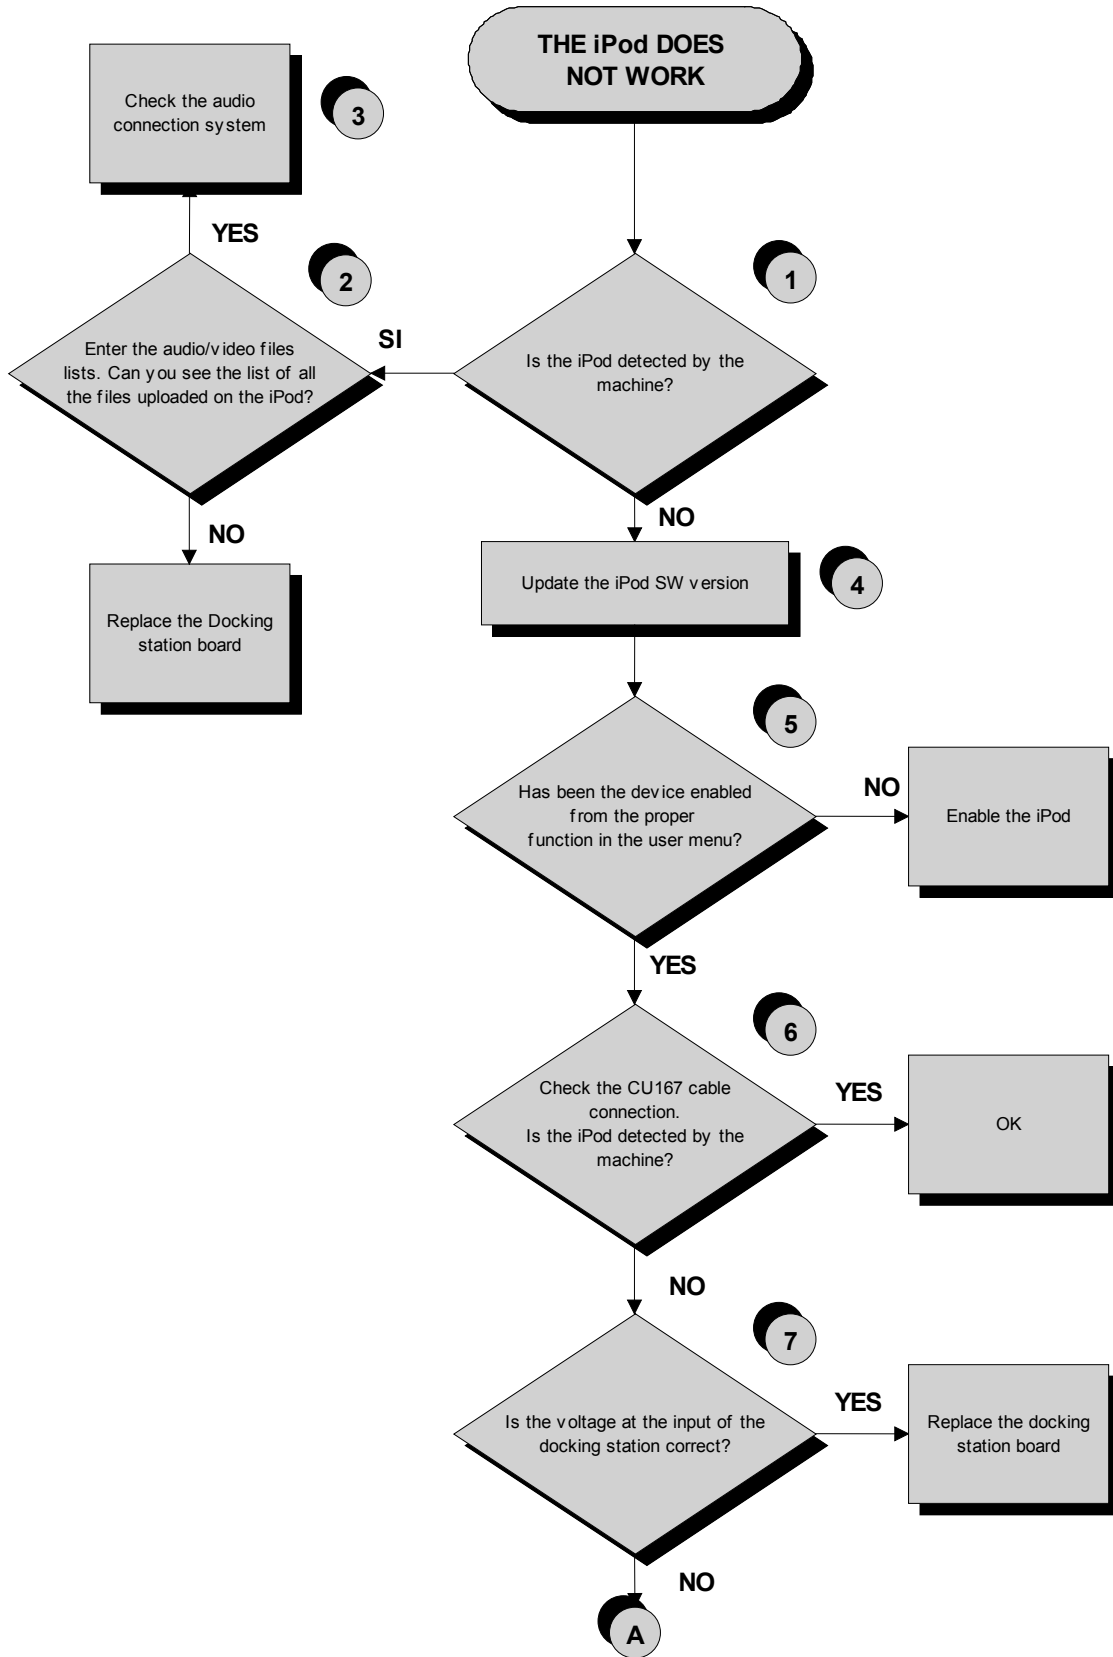 THE iPod DOES
NOT WORK
Check the audio
connection system
3
YES
2
1
SI
Enter the audio/video files
lists. Can you see the list of all
the files uploaded on the iPod?
Is the iPod detected by the
machine?
NO
NO
Update the iPod SW version
4
Replace the Docking
station board
5
Has been the device enabled
from the proper
function in the user menu?
NO
Enable the iPod
YES
6
Check the CU167 cable
connection.
Is the iPod detected by the
machine?
YES
OK
NO
7
Is the voltage at the input of the
docking station correct?
YES
Replace the docking
station board
NO
A